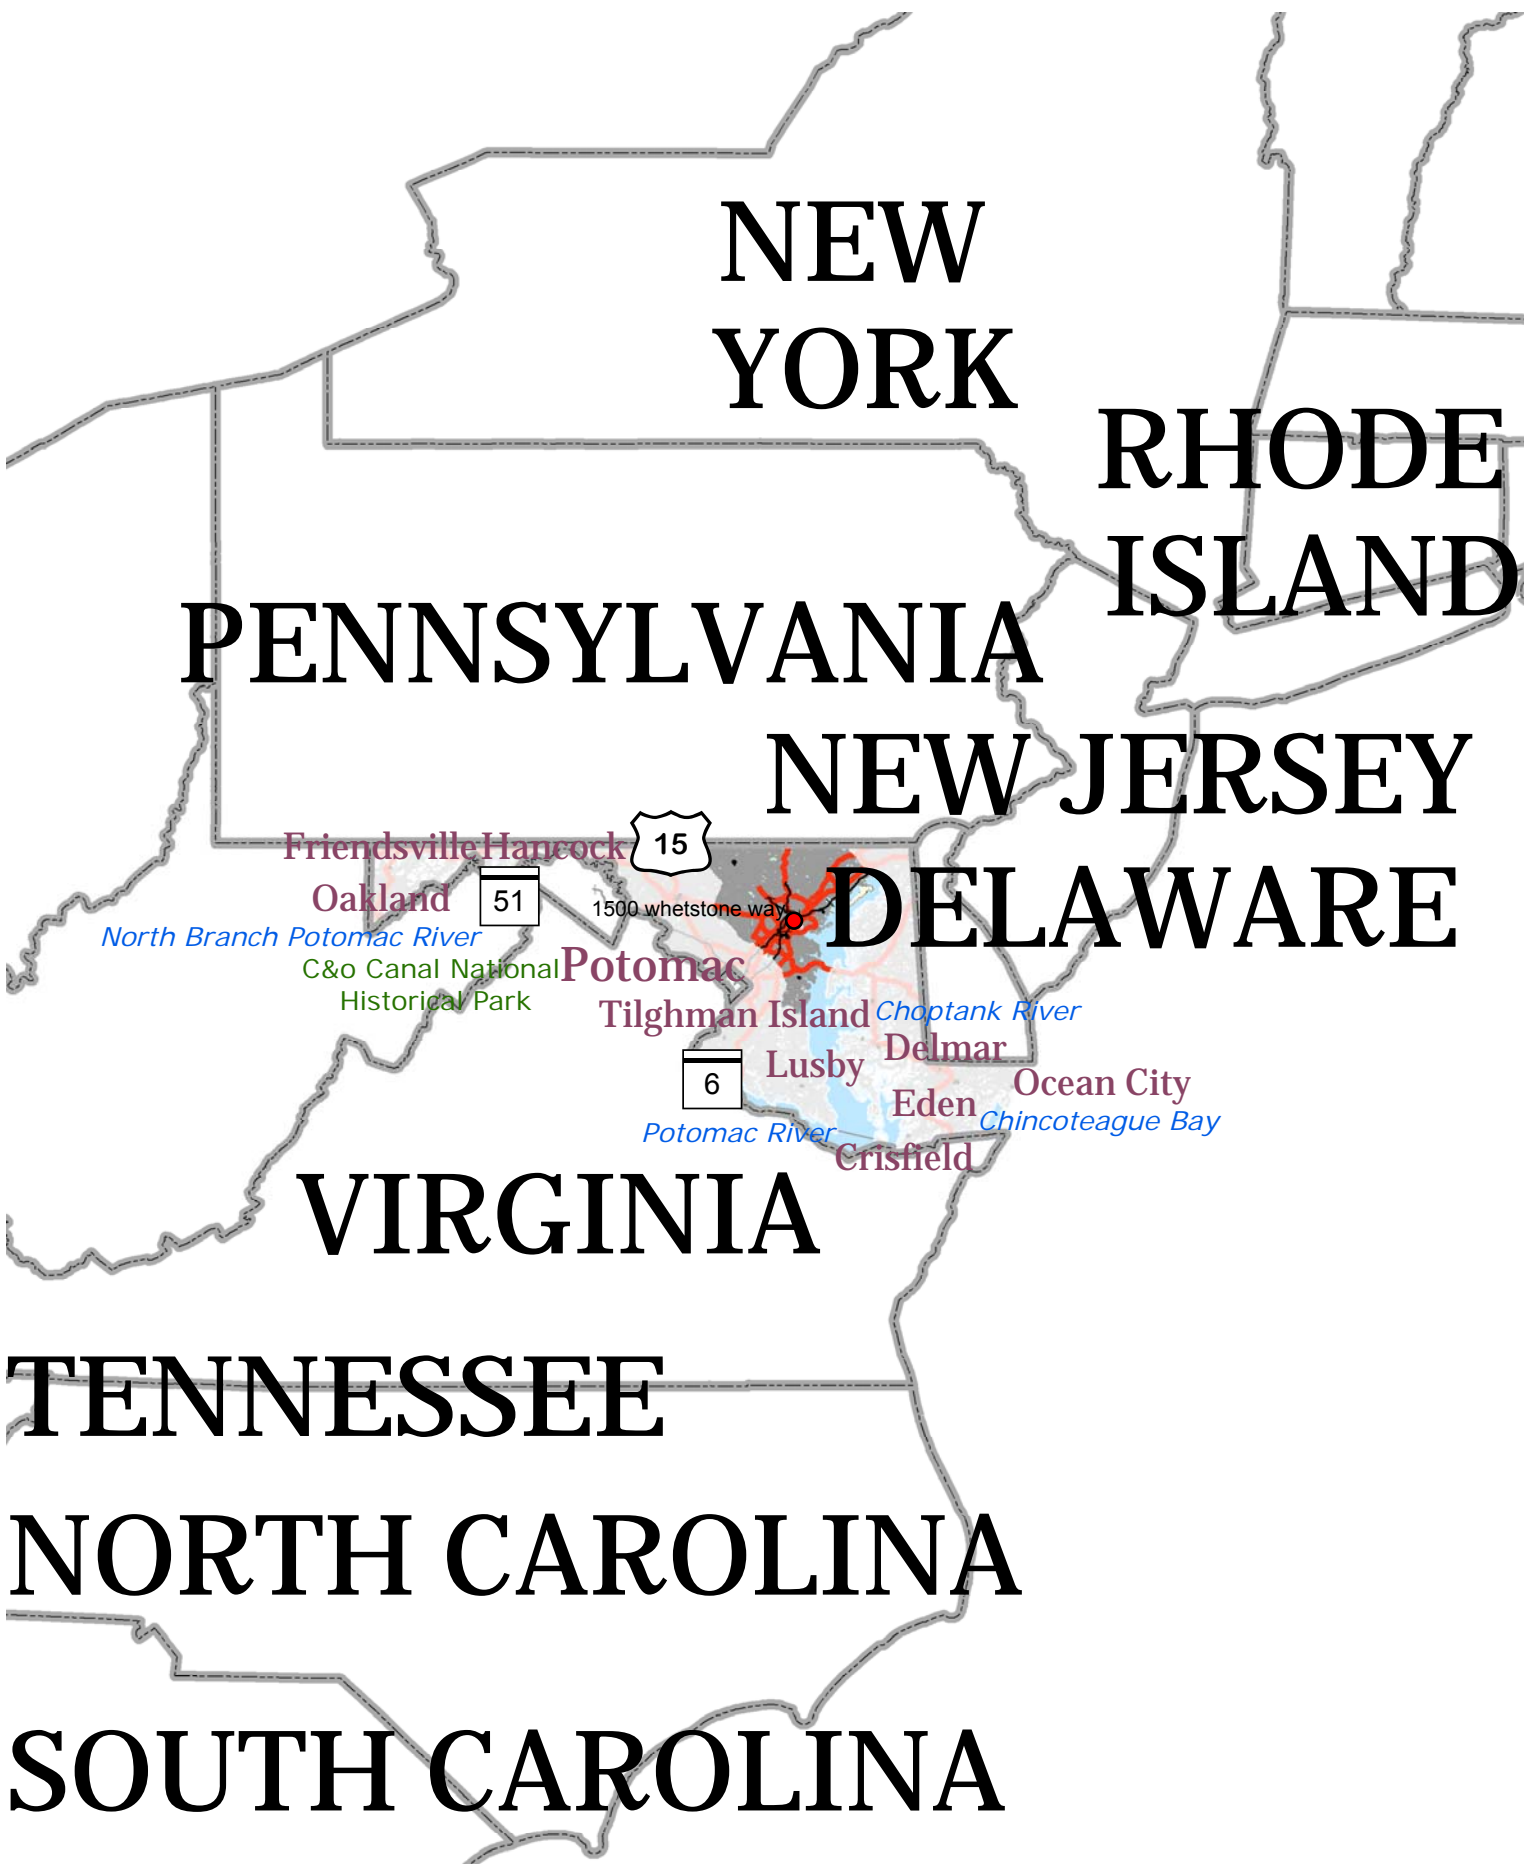 NEW
YORK
RHODE
ISLAND
PENNSYLVANIA
NEW JERSEY
15
Friendsville Hancock
DELAWARE
Oakland
51
1500 whetstone way
North Branch Potomac River
C&o Canal National
Historical Park
Potomac
Tilghman Island
Choptank River
Delmar
Lusby
6
Ocean City
Eden
Chincoteague Bay
Potomac River
Crisfield
VIRGINIA
TENNESSEE
NORTH CAROLINA
SOUTH CAROLINA